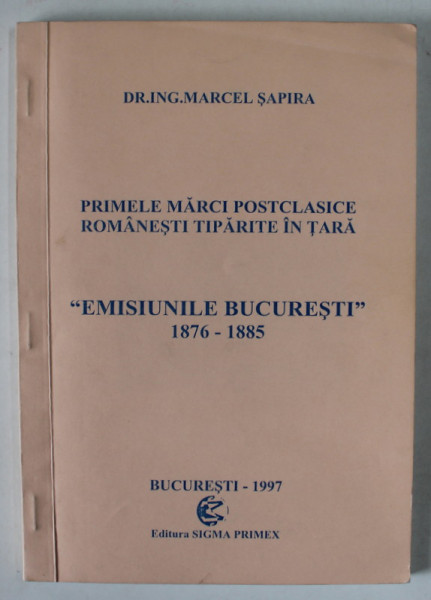 DR.ING.MARCEL ŞAPIRA
PRIMELE MĂRCI POSTCLASICE
ROMÂNEŞTI TIPĂRITE ÎN ŢARĂ
“EMISIUNILE BUCUREŞTI”
1876 - 1885
BUCUREŞTI - 1997
Editura SIGMA PRIMEX